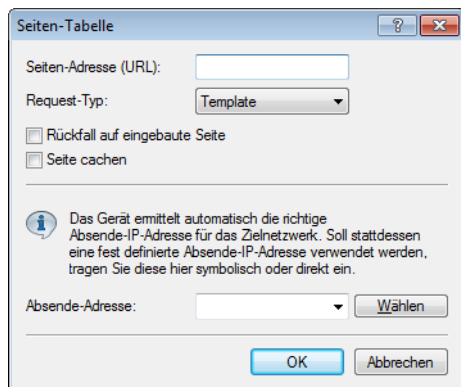 Seiten-Tabelle
Seiten-Adresse (URL):
Request-Typ: Template
Rückfall auf eingebaute Seite
Seite cachen
Das Gerät ermittelt automatisch die richtige
Absende-IP-Adresse für das Zielnetzwerk. Soll stattdessen
eine fest definierte Absende-IP-Adresse verwendet werden,
tragen Sie diese hier symbolisch oder direkt ein.
Absende-Adresse: Wählen
OK Abbrechen